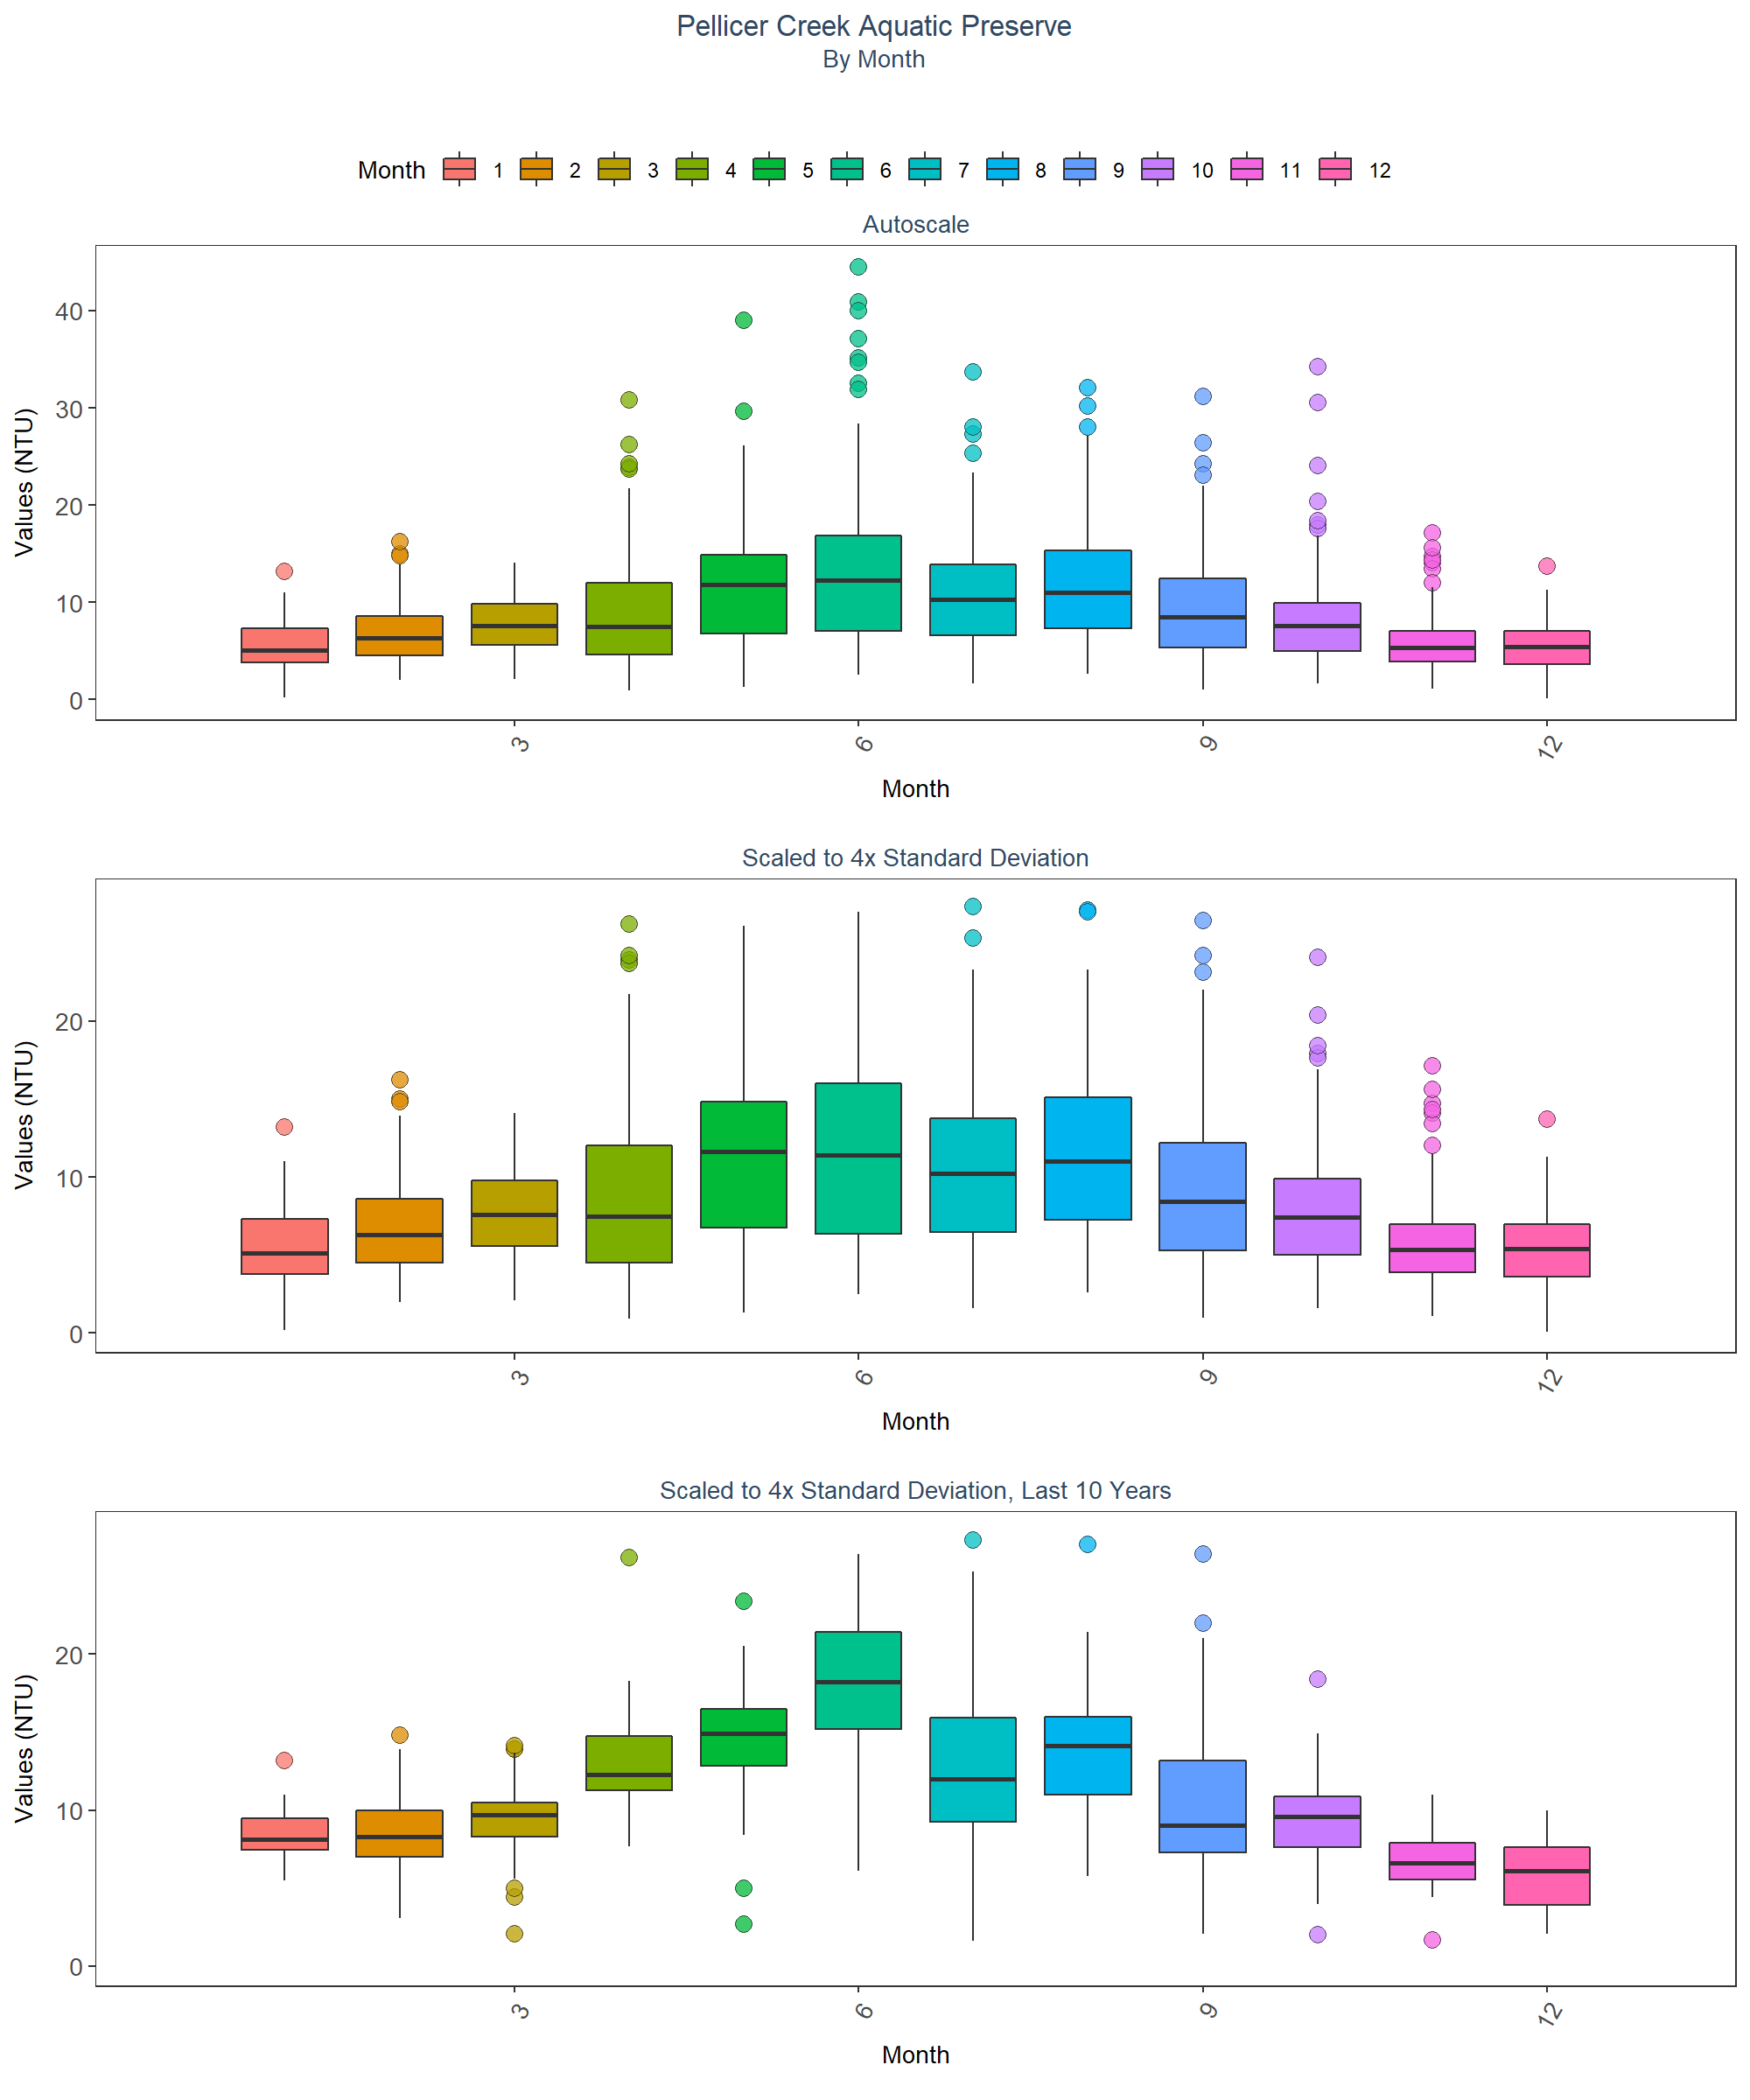 Pellicer Creek Aquatic Preserve
By Month
Month 1 2 3 4 5 6 7 8 9 10 11 12
Autoscale
Values (NTU)
40
30
20
10
0
3 6 9 12
Month
Scaled to 4x Standard Deviation
Values (NTU)
20
10
0
3 6 9 12
Month
Scaled to 4x Standard Deviation, Last 10 Years
Values (NTU)
20
10
0
3 6 9 12
Month